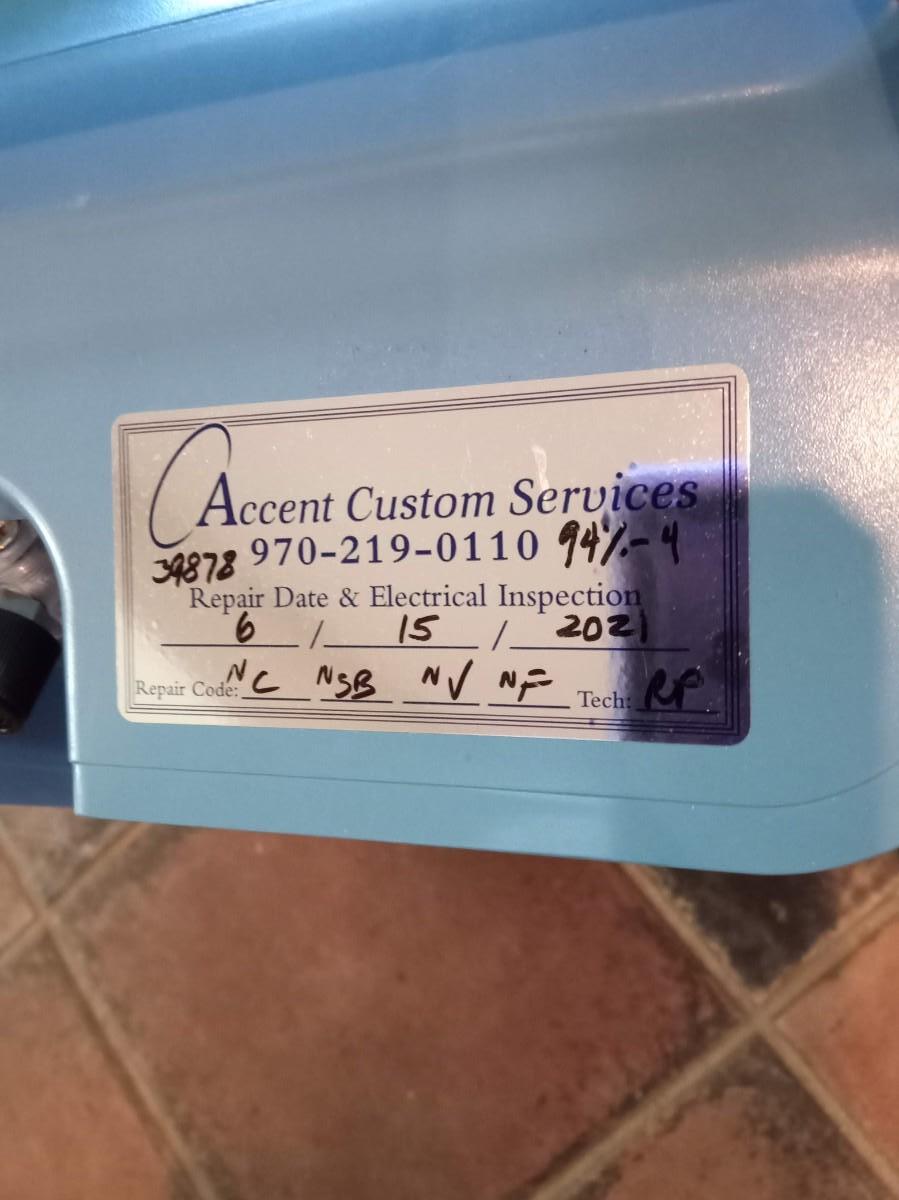 Accent Custom Services
39878 970-219-0110 94%-4
Repair Date & Electrical Inspection
6 / 15 / 2021
Repair Code: NC NSB NV NF Tech: RP